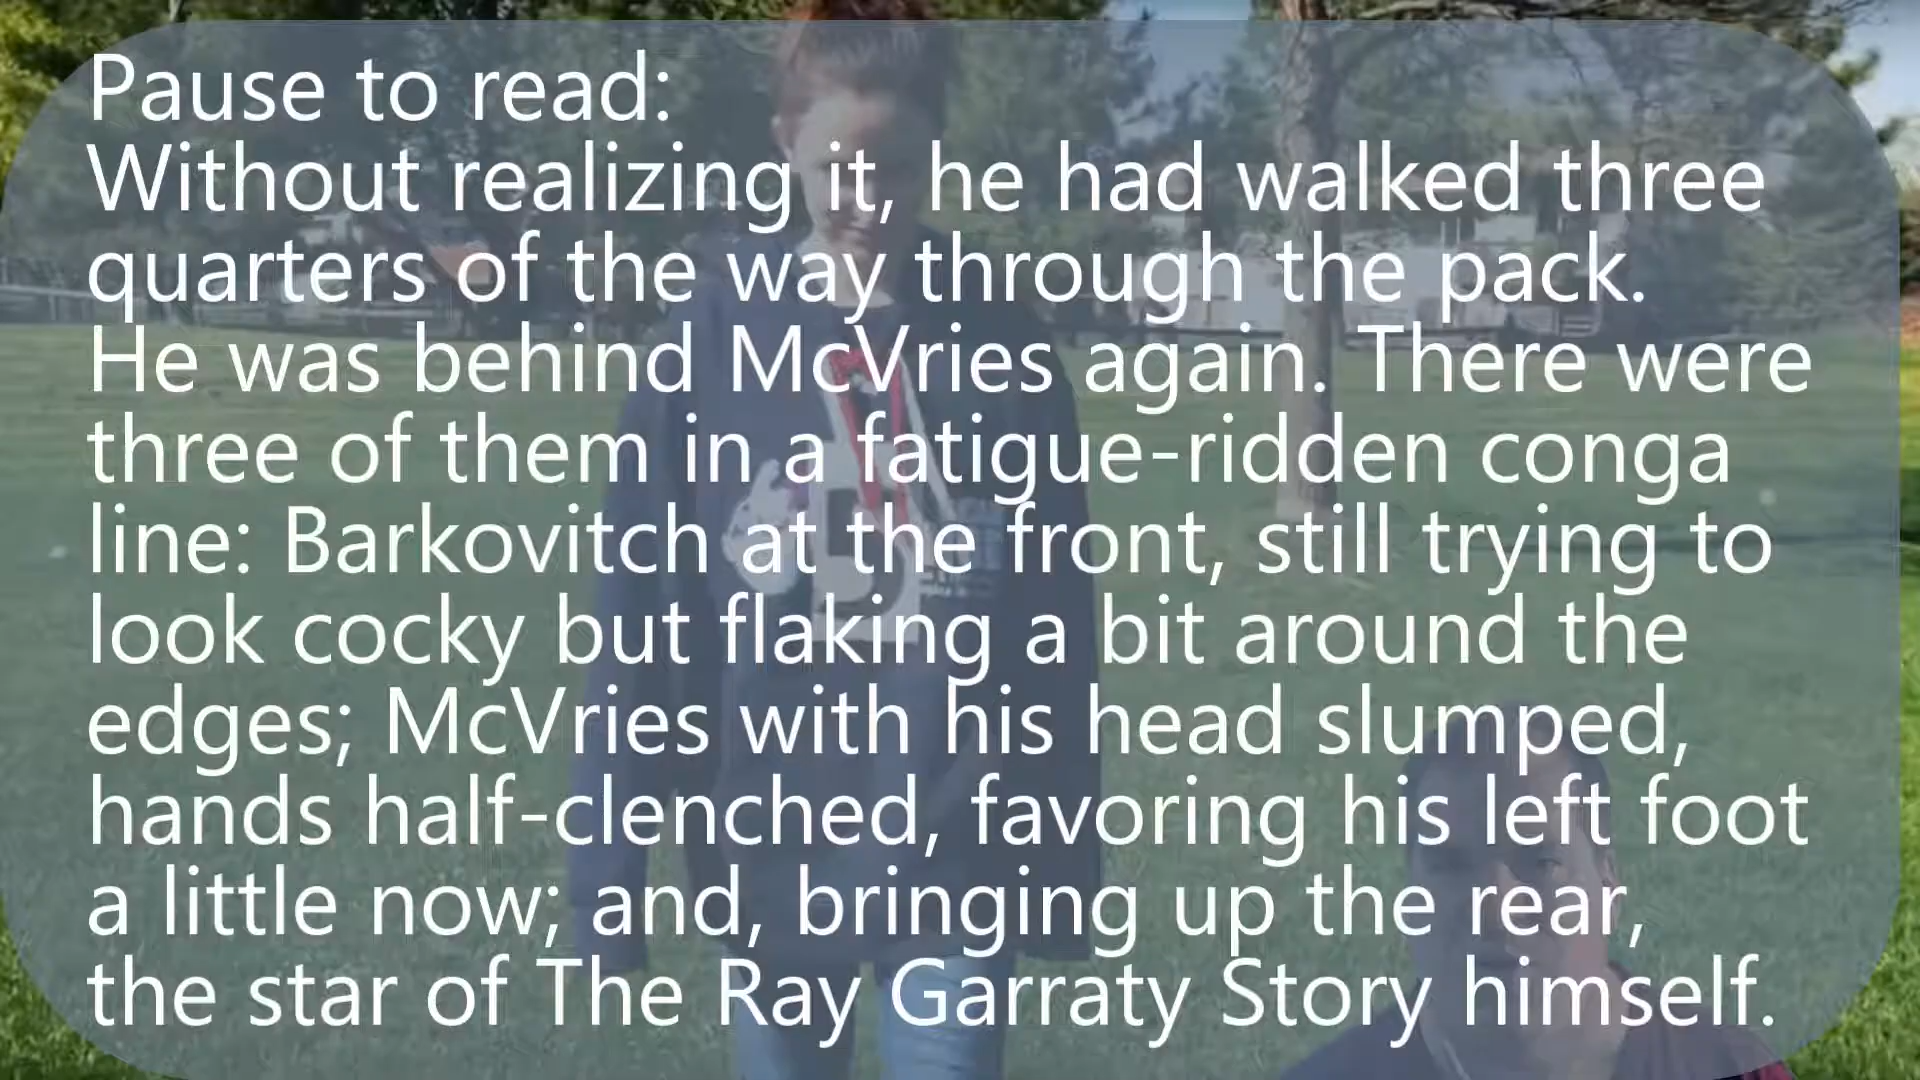 Pause to read:
Without realizing it, he had walked three
quarters of the way through the pack.
He was behind McVries again. There were
three of them in a fatigue-ridden conga
line: Barkovitch at the front, still trying to
look cocky but flaking a bit around the
edges; McVries with his head slumped,
hands half-clenched, favoring his left foot
a little now; and, bringing up the rear,
the star of The Ray Garraty Story himself.